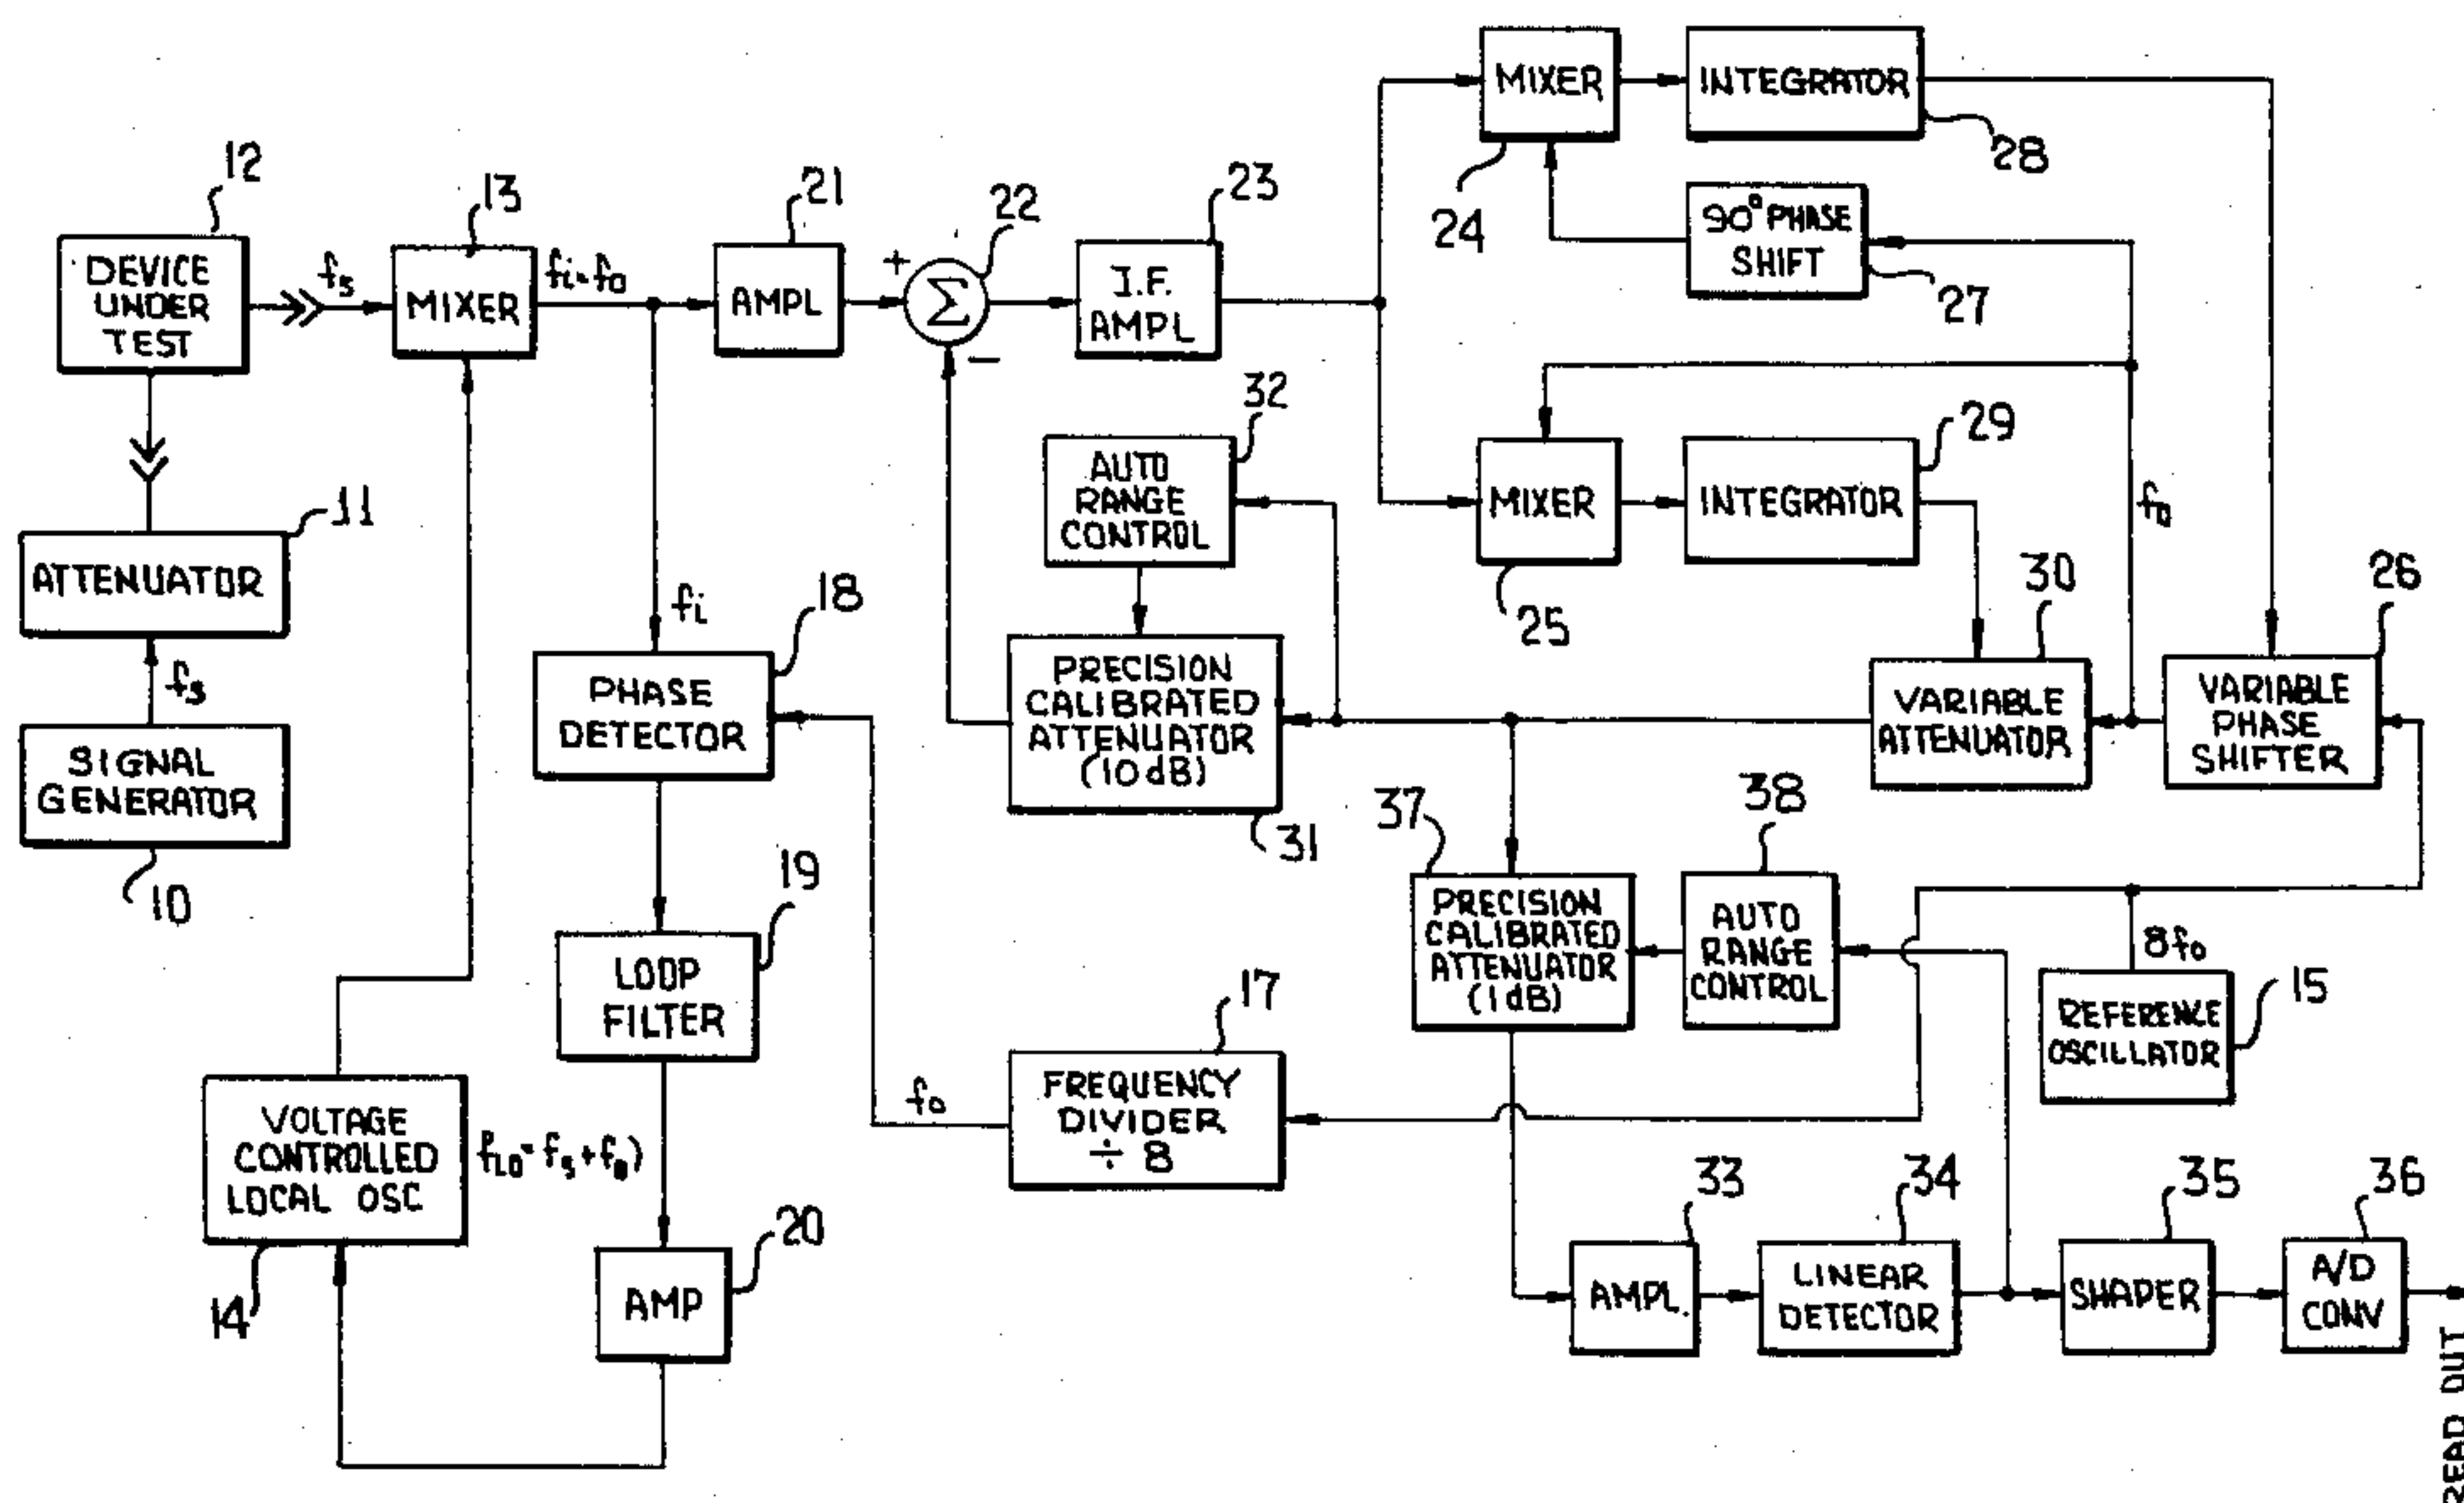 12
DEVICE
UNDER
TEST
fs
13
MIXER
fi=fo
21
AMPL
+
Σ
−
22
23
I.F.
AMPL
24
MIXER
INTEGRATOR
28
90° PHASE
SHIFT
27
32
AUTO
RANGE
CONTROL
MIXER
25
29
INTEGRATOR
fo
11
ATTENUATOR
fs
SIGNAL
GENERATOR
10
fi
18
PHASE
DETECTOR
PRECISION
CALIBRATED
ATTENUATOR
(10dB)
31
30
VARIABLE
ATTENUATOR
26
VARIABLE
PHASE
SHIFTER
19
LOOP
FILTER
37
PRECISION
CALIBRATED
ATTENUATOR
(1dB)
38
AUTO
RANGE
CONTROL
8fo
REFERENCE
OSCILLATOR
15
VOLTAGE
CONTROLLED
LOCAL OSC
14
fLO=fs+fo)
17
FREQUENCY
DIVIDER
÷ 8
fo
20
AMP
33
AMPL.
34
LINEAR
DETECTOR
35
SHAPER
36
A/D
CONV
READ OUT